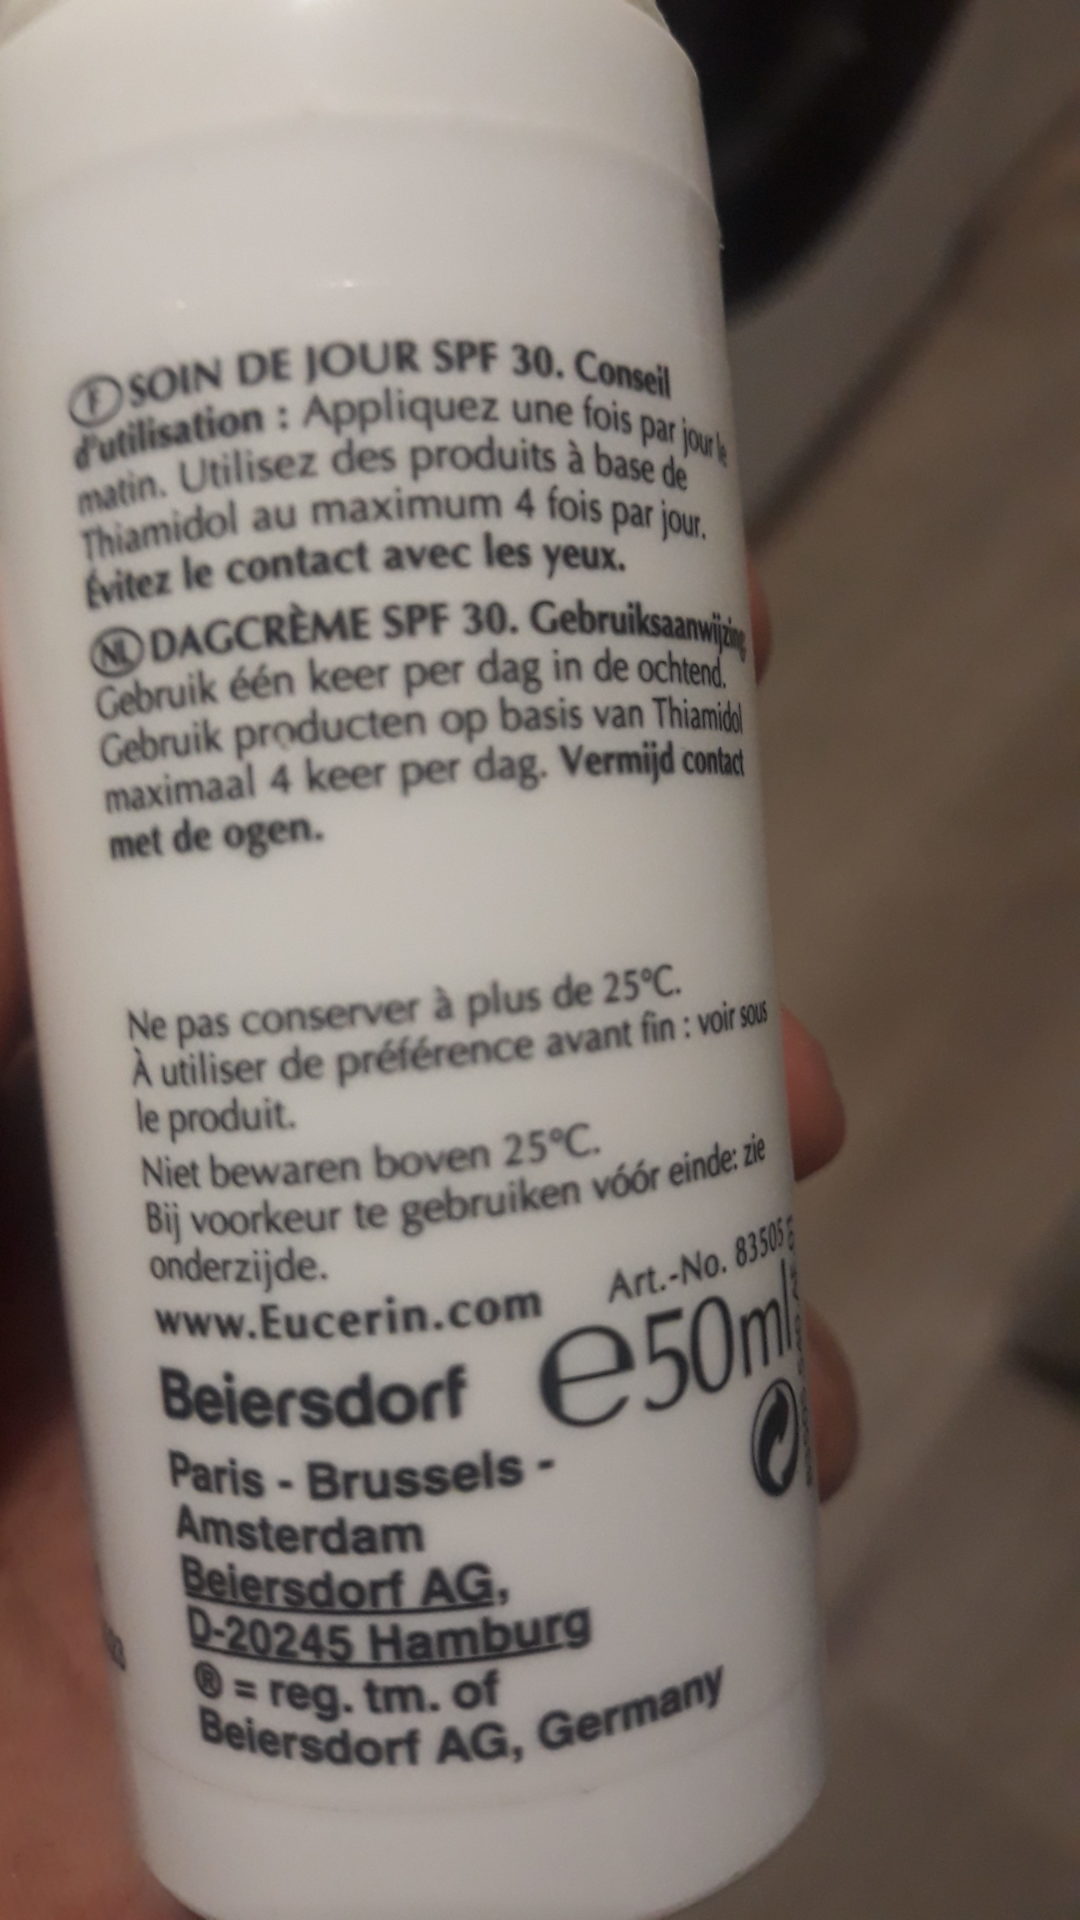 F SOIN DE JOUR SPF 30. Conseil
d'utilisation : Appliquez une fois par jour le
matin. Utilisez des produits à base de
Thiamidol au maximum 4 fois par jour.
Évitez le contact avec les yeux.
NL DAGCRÈME SPF 30. Gebruiksaanwijzing
Gebruik één keer per dag in de ochtend.
Gebruik producten op basis van Thiamidol
maximaal 4 keer per dag. Vermijd contact
met de ogen.
Ne pas conserver à plus de 25°C.
À utiliser de préférence avant fin : voir sous
le produit.
Niet bewaren boven 25°C.
Bij voorkeur te gebruiken vóór einde: zie
onderzijde.
Art.-No. 83505
www.Eucerin.com
Beiersdorf ℮50ml
Paris - Brussels -
Amsterdam
Beiersdorf AG,
D-20245 Hamburg
® = reg. tm. of
Beiersdorf AG, Germany